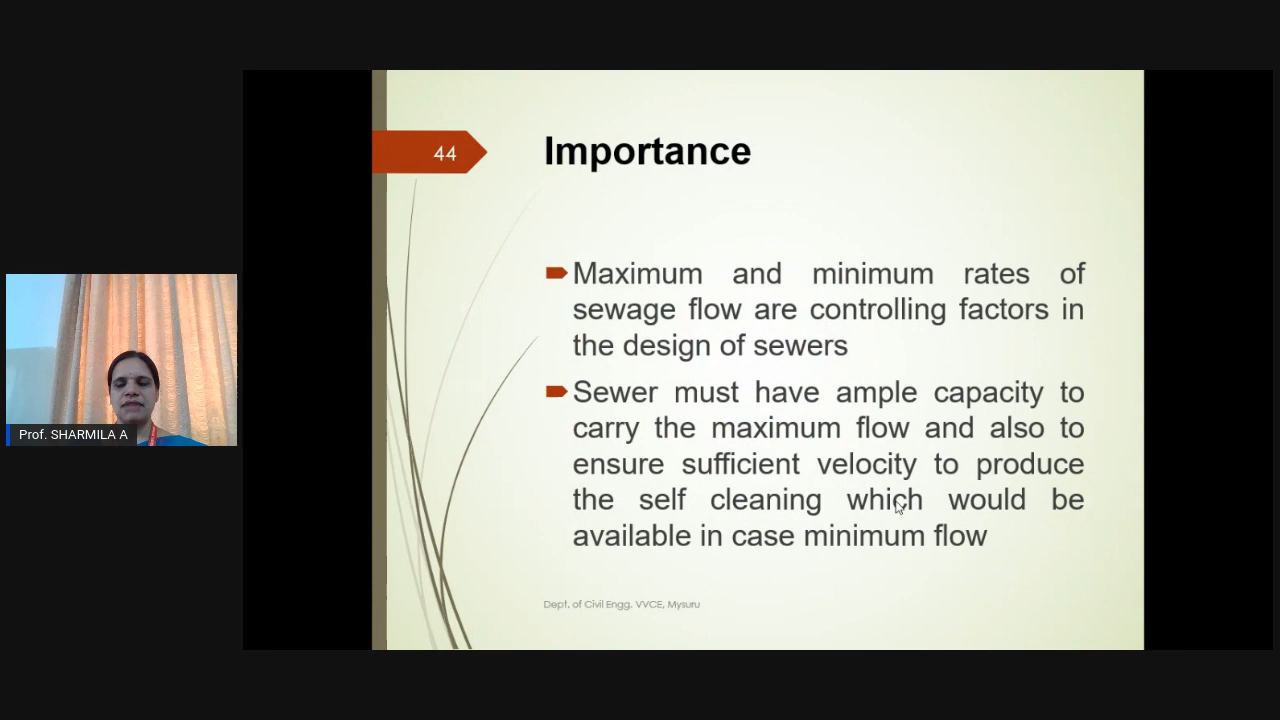 44
Importance
Maximum and minimum rates of
sewage flow are controlling factors in
the design of sewers
Sewer must have ample capacity to
carry the maximum flow and also to
ensure sufficient velocity to produce
the self cleaning which would be
available in case minimum flow
Dept. of Civil Engg. VVCE, Mysuru
Prof. SHARMILA A